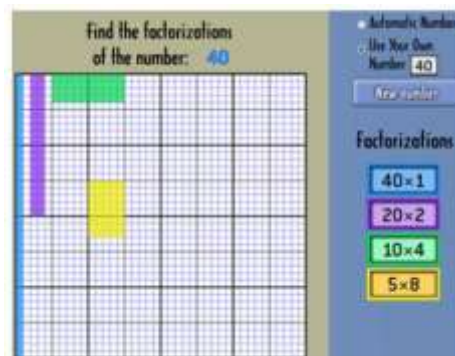 Find the factorizations
of the number: 40
Automatic Number
Use Your Own
Number 40
New number
Factorizations
40×1
20×2
10×4
5×8